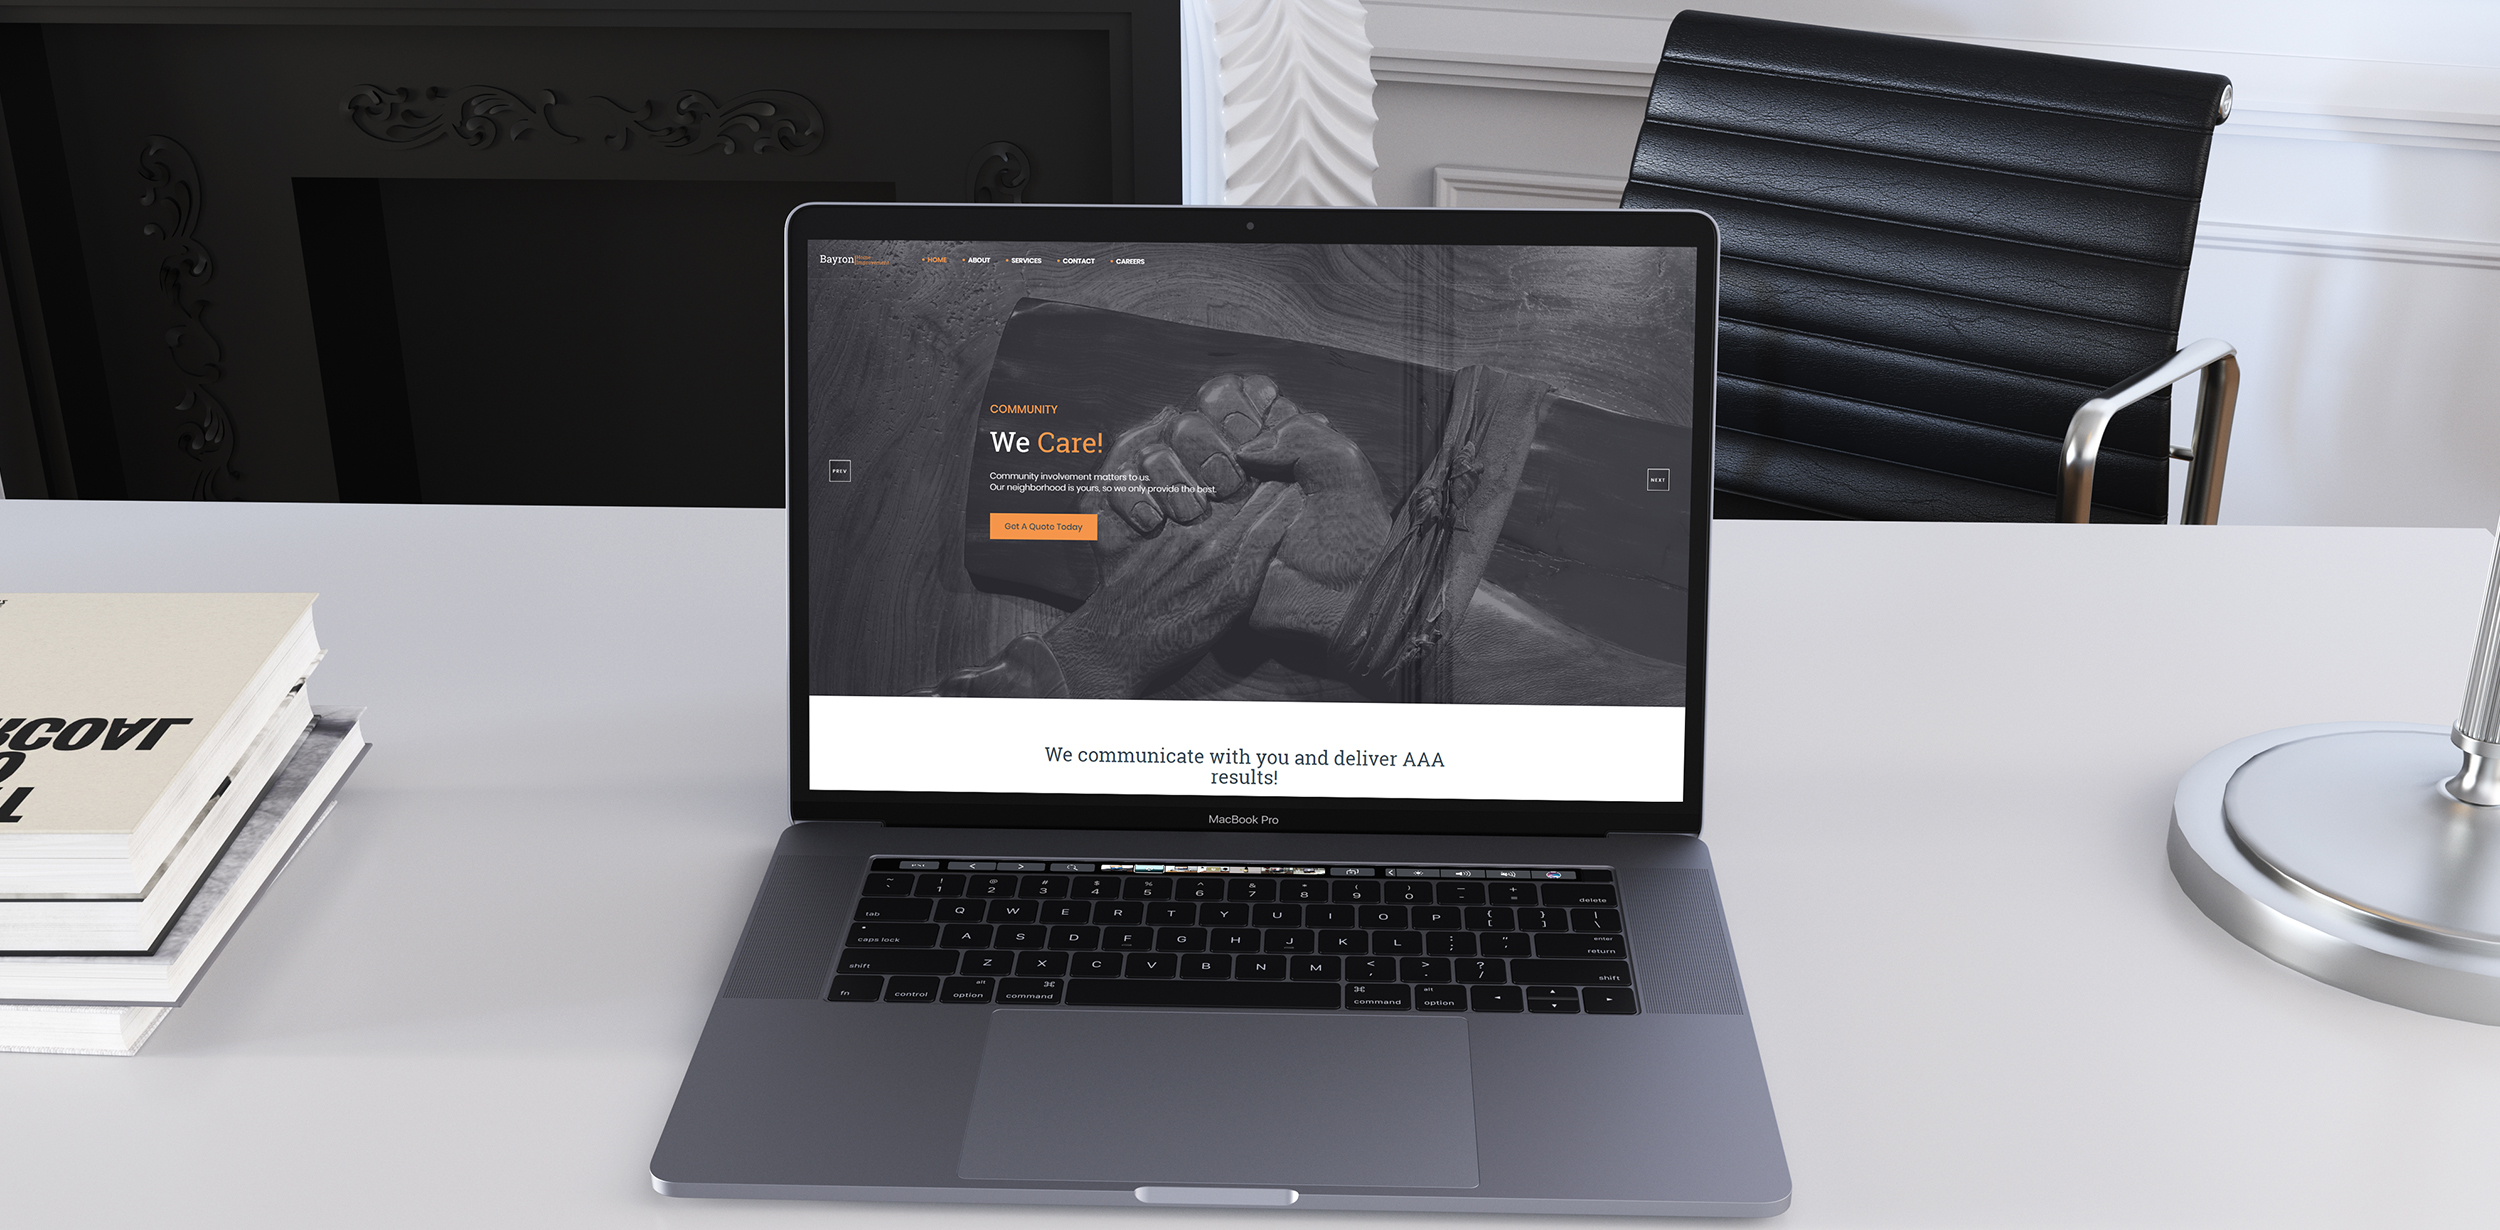 Bayron
Home
Improvement
HOME
ABOUT
SERVICES
CONTACT
CAREERS
COMMUNITY
We Care!
PREV
NEXT
Community involvement matters to us.
Our neighborhood is yours, so we only provide the best.
Get A Quote Today
We communicate with you and deliver AAA
results!
MacBook Pro
esc
~ ! @ # $ % ^ & * ( ) — +
` 1 2 3 4 5 6 7 8 9 0 - = delete
tab Q W E R T Y U I O P { [ } ] | \
caps lock A S D F G H J K L : ; " ' enter return
shift Z X C V B N M < , > . ? / shift
fn control alt option ⌘ command ⌘ command alt option